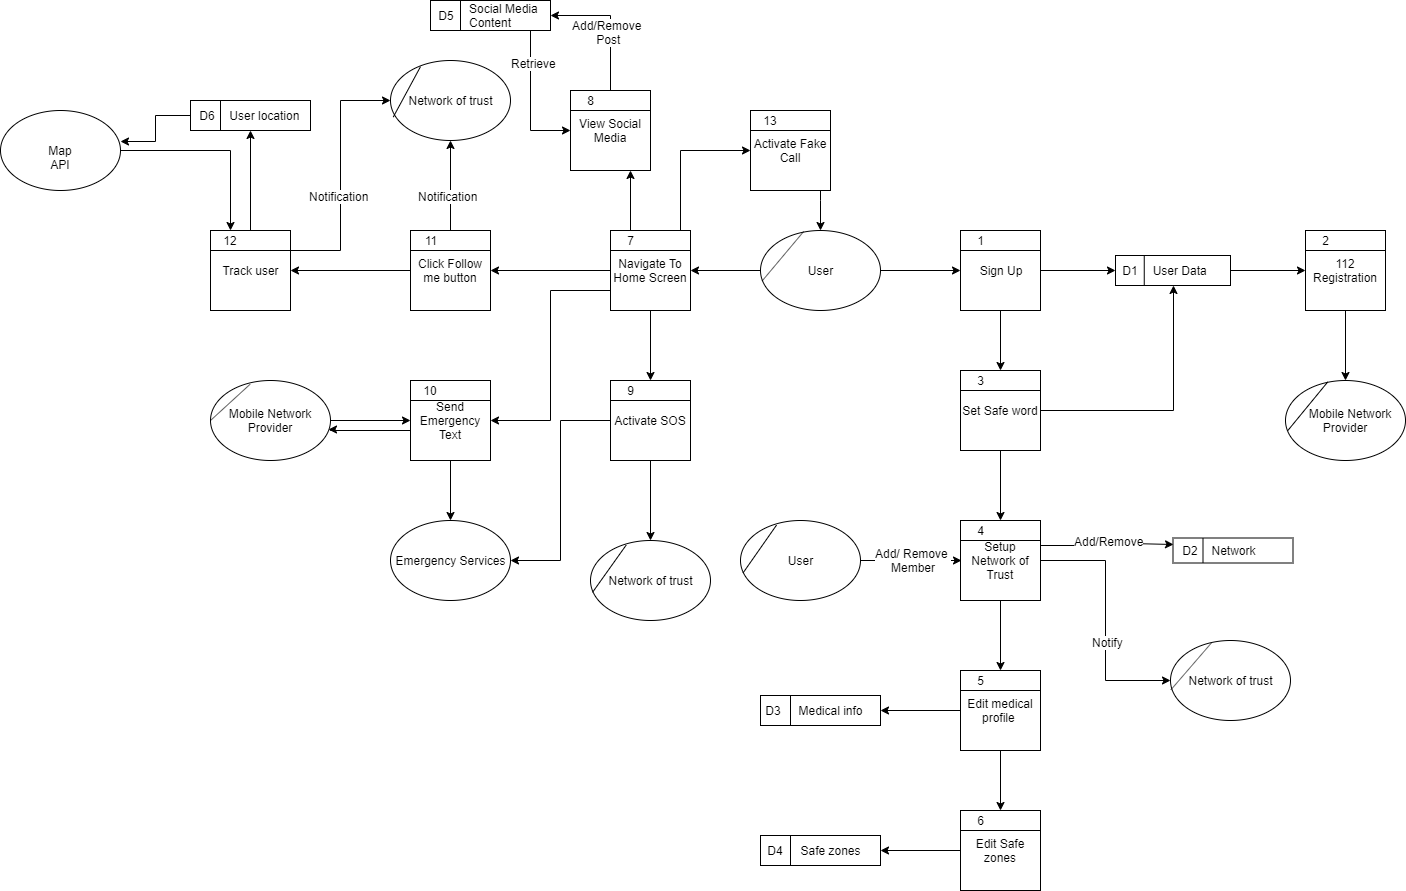 D5
Social Media
Content
Add/Remove
Post
Retrieve
8
View Social
Media
Network of trust
D6
User location
Map
API
13
Activate Fake
Call
Notification
Notification
12
Track user
11
Click Follow
me button
7
Navigate To
Home Screen
User
1
Sign Up
D1
User Data
2
112
Registration
3
Set Safe word
Mobile Network
Provider
10
Send
Emergency
Text
9
Activate SOS
Mobile Network
Provider
Emergency Services
Network of trust
User
Add/ Remove
Member
4
Setup
Network of
Trust
Add/Remove
D2
Network
Notify
Network of trust
5
Edit medical
profile
D3
Medical info
6
Edit Safe
zones
D4
Safe zones